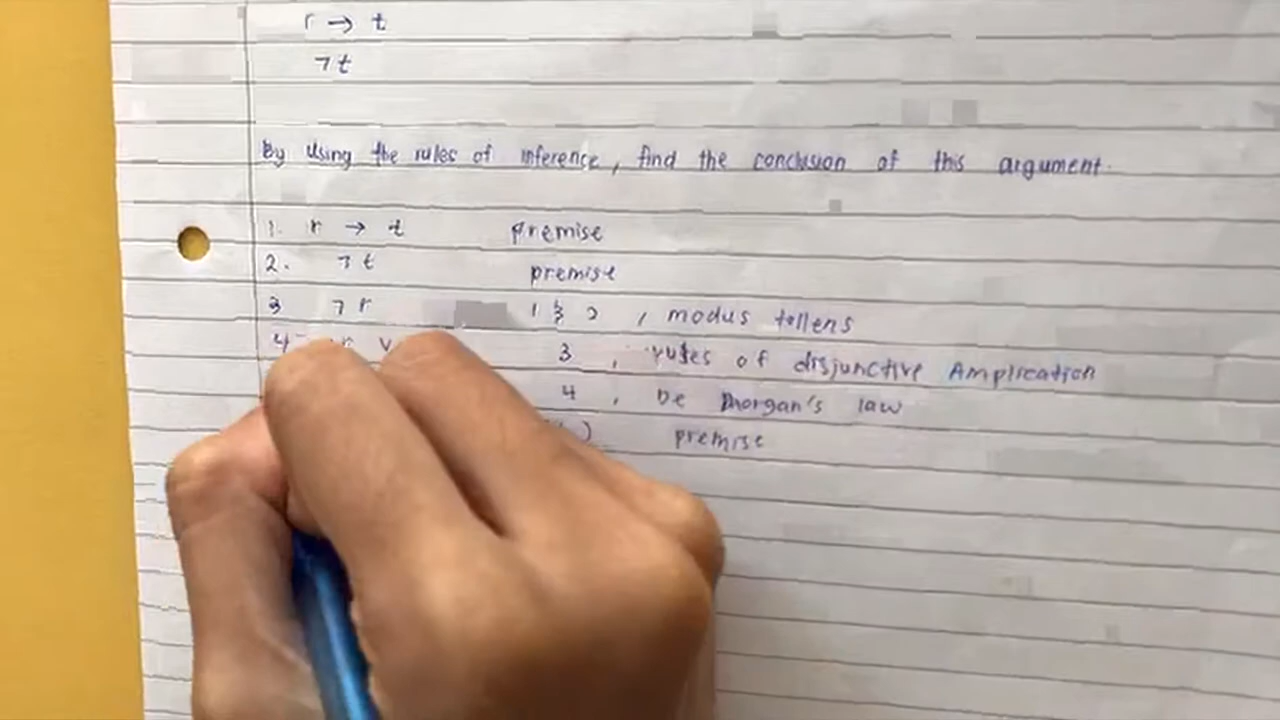 r → t
¬t
By using the rules of inference, find the conclusion of this argument.
1. r → t premise
2. ¬t premise
3 ¬r 1 & 2, modus tollens
4 v 3, rules of disjunctive Amplication
4, De Morgan's law
) premise